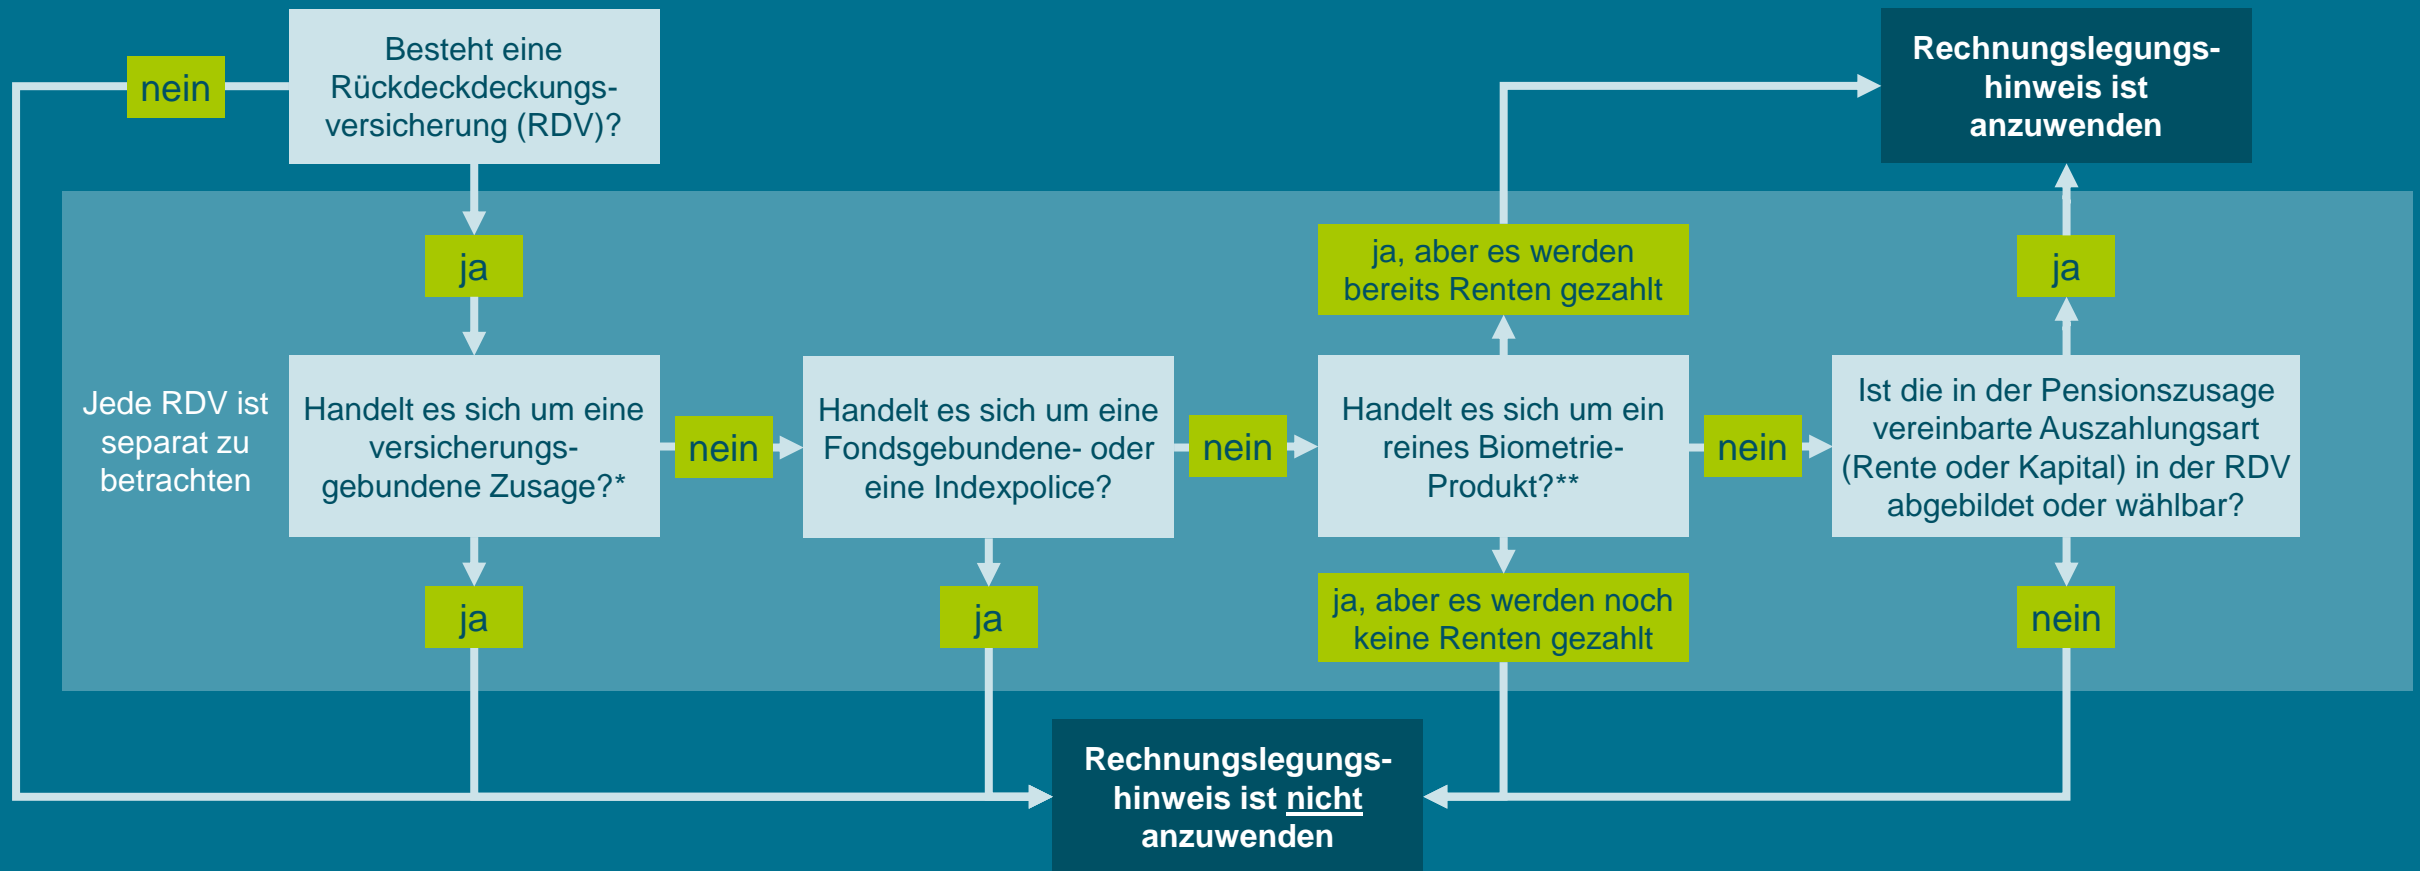 nein
Besteht eine
Rückdeckdeckungs-
versicherung (RDV)?
Rechnungslegungs-
hinweis ist
anzuwenden
ja
ja, aber es werden
bereits Renten gezahlt
ja
Jede RDV ist
separat zu
betrachten
Handelt es sich um eine
versicherungs-
gebundene Zusage?*
nein
Handelt es sich um eine
Fondsgebundene- oder
eine Indexpolice?
nein
Handelt es sich um ein
reines Biometrie-
Produkt?**
nein
Ist die in der Pensionszusage
vereinbarte Auszahlungsart
(Rente oder Kapital) in der RDV
abgebildet oder wählbar?
ja
ja
ja, aber es werden noch
keine Renten gezahlt
nein
Rechnungslegungs-
hinweis ist nicht
anzuwenden